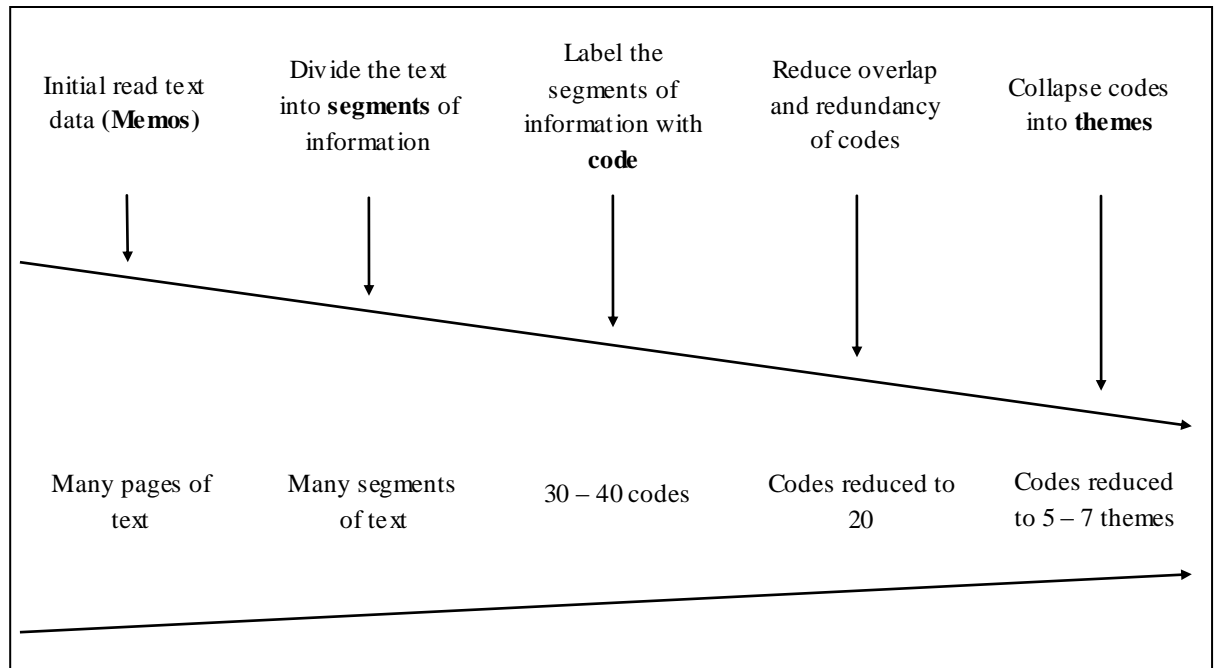 Initial read text
data (Memos)
Divide the text
into segments of
information
Label the
segments of
information with
code
Reduce overlap
and redundancy
of codes
Collapse codes
into themes
Many pages of
text
Many segments
of text
30 – 40 codes
Codes reduced to
20
Codes reduced
to 5 – 7 themes